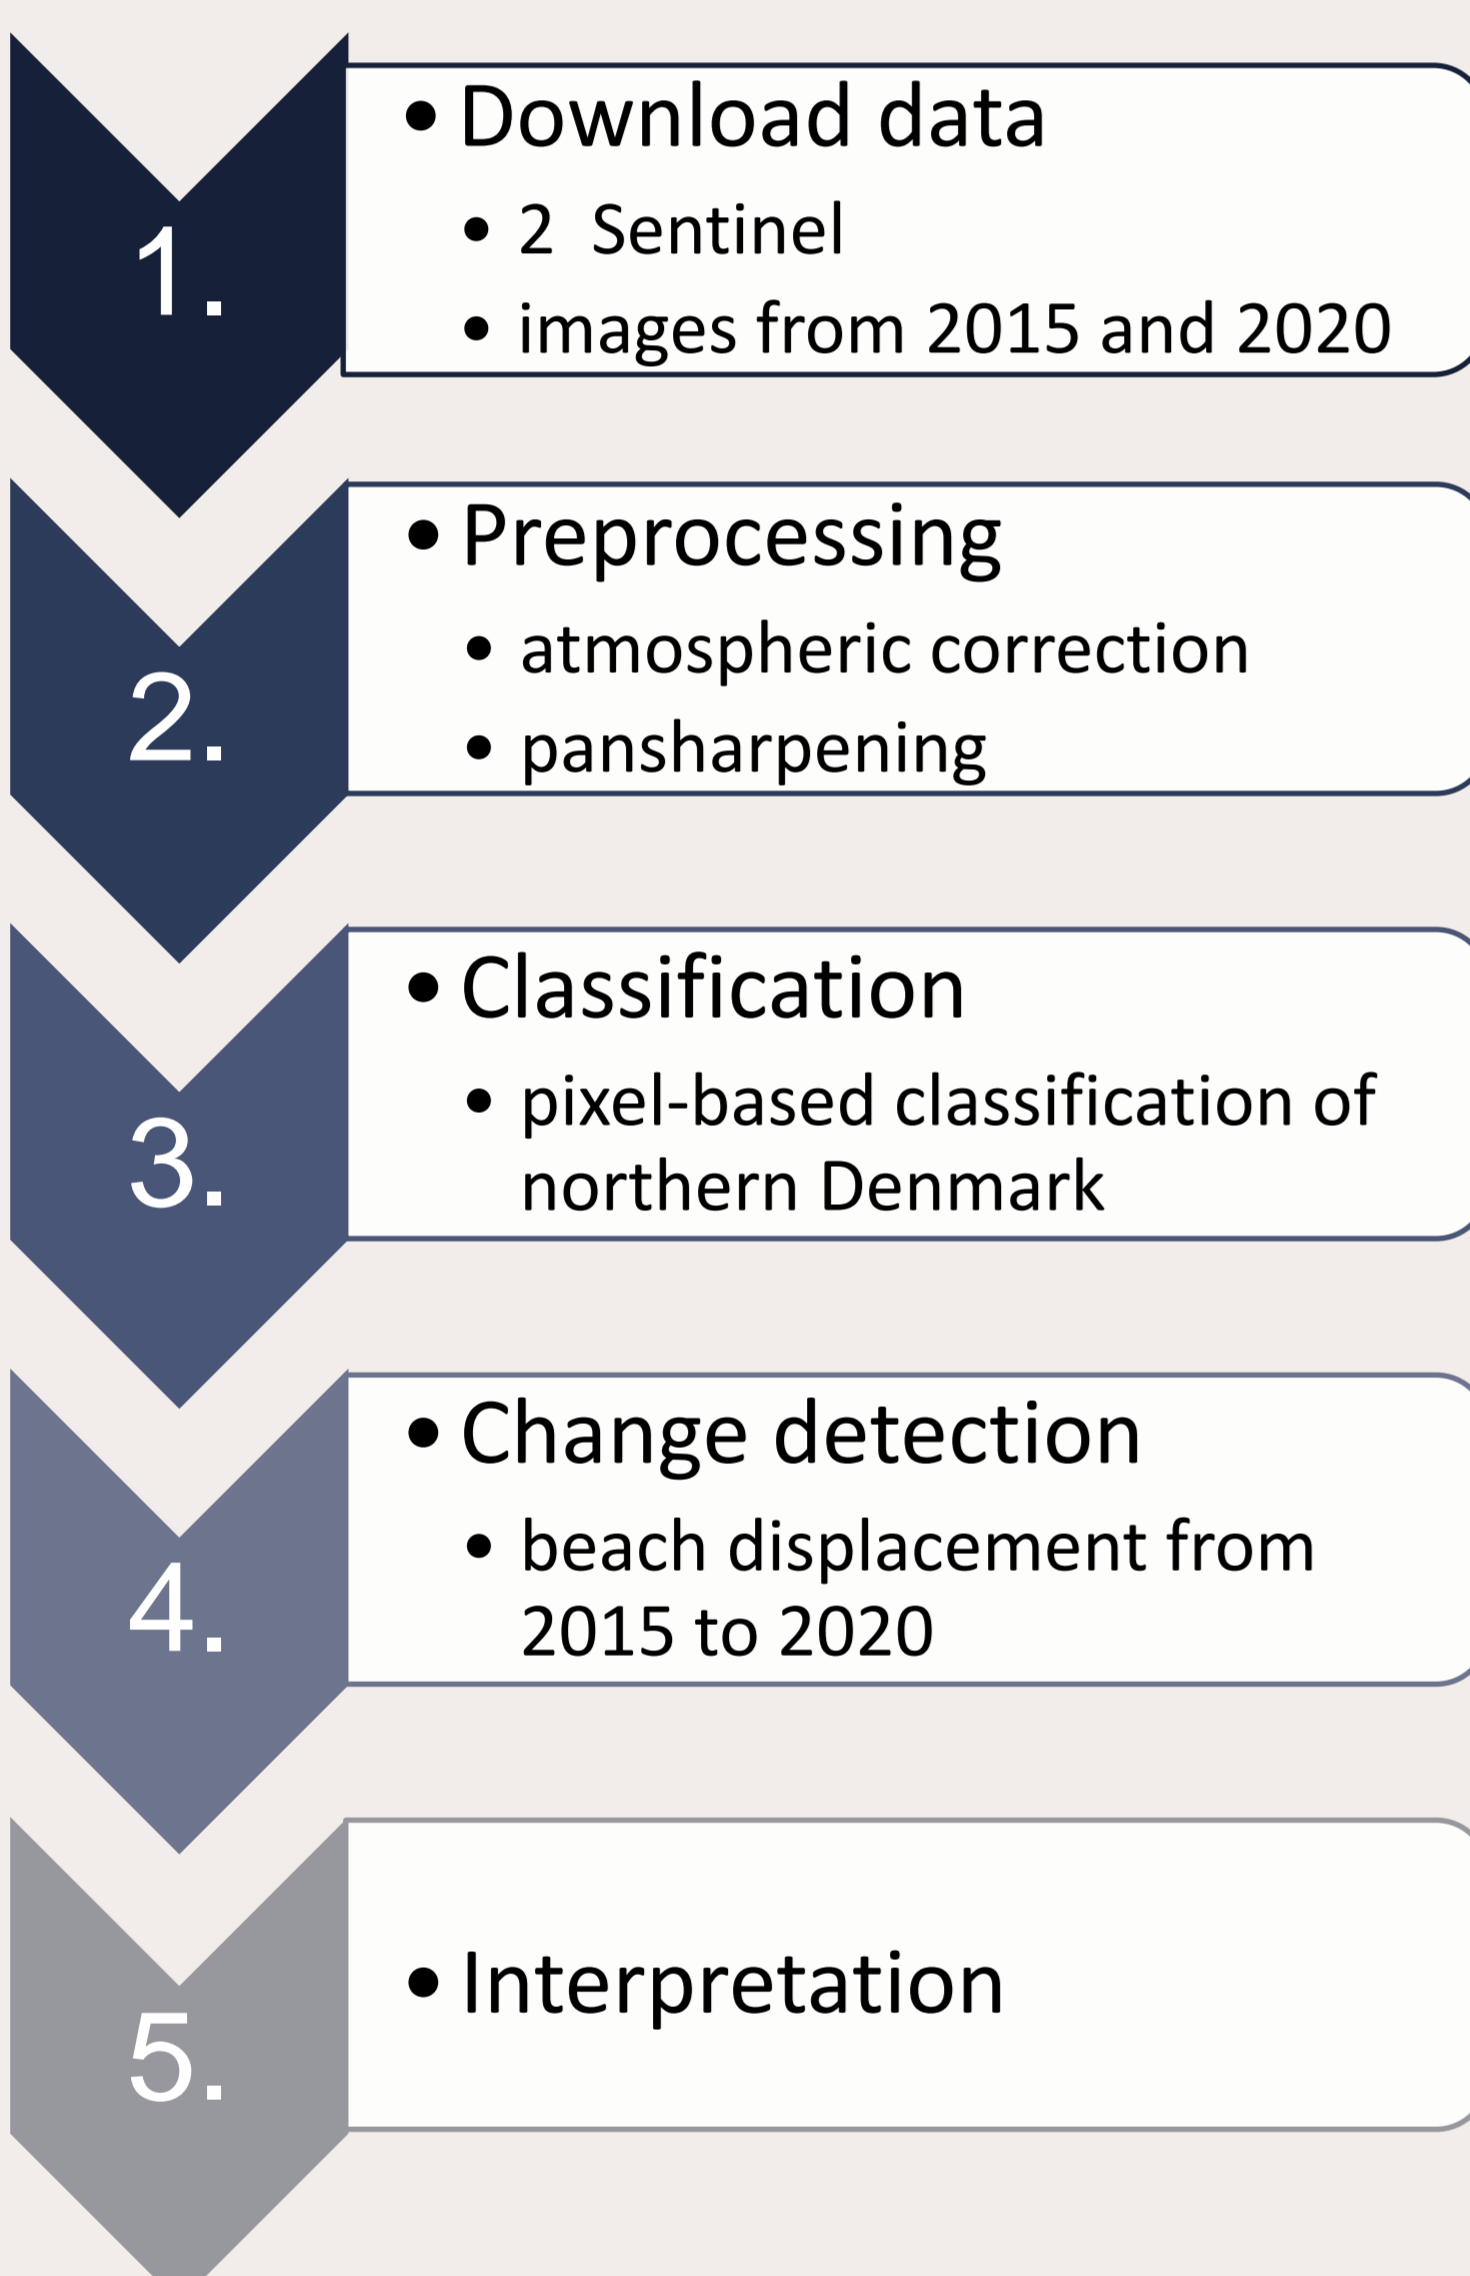 1.
• Download data
• 2 Sentinel
• images from 2015 and 2020
2.
• Preprocessing
• atmospheric correction
• pansharpening
3.
• Classification
• pixel-based classification of
northern Denmark
4.
• Change detection
• beach displacement from
2015 to 2020
5.
• Interpretation